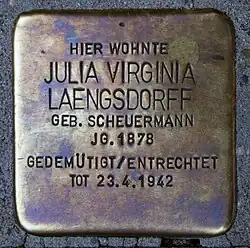 HIER WOHNTE
JULIA VIRGINIA
LAENGSDORFF
GEB. SCHEUERMANN
JG. 1878
GEDEMÜTIGT/ENTRECHTET
TOT 23.4.1942